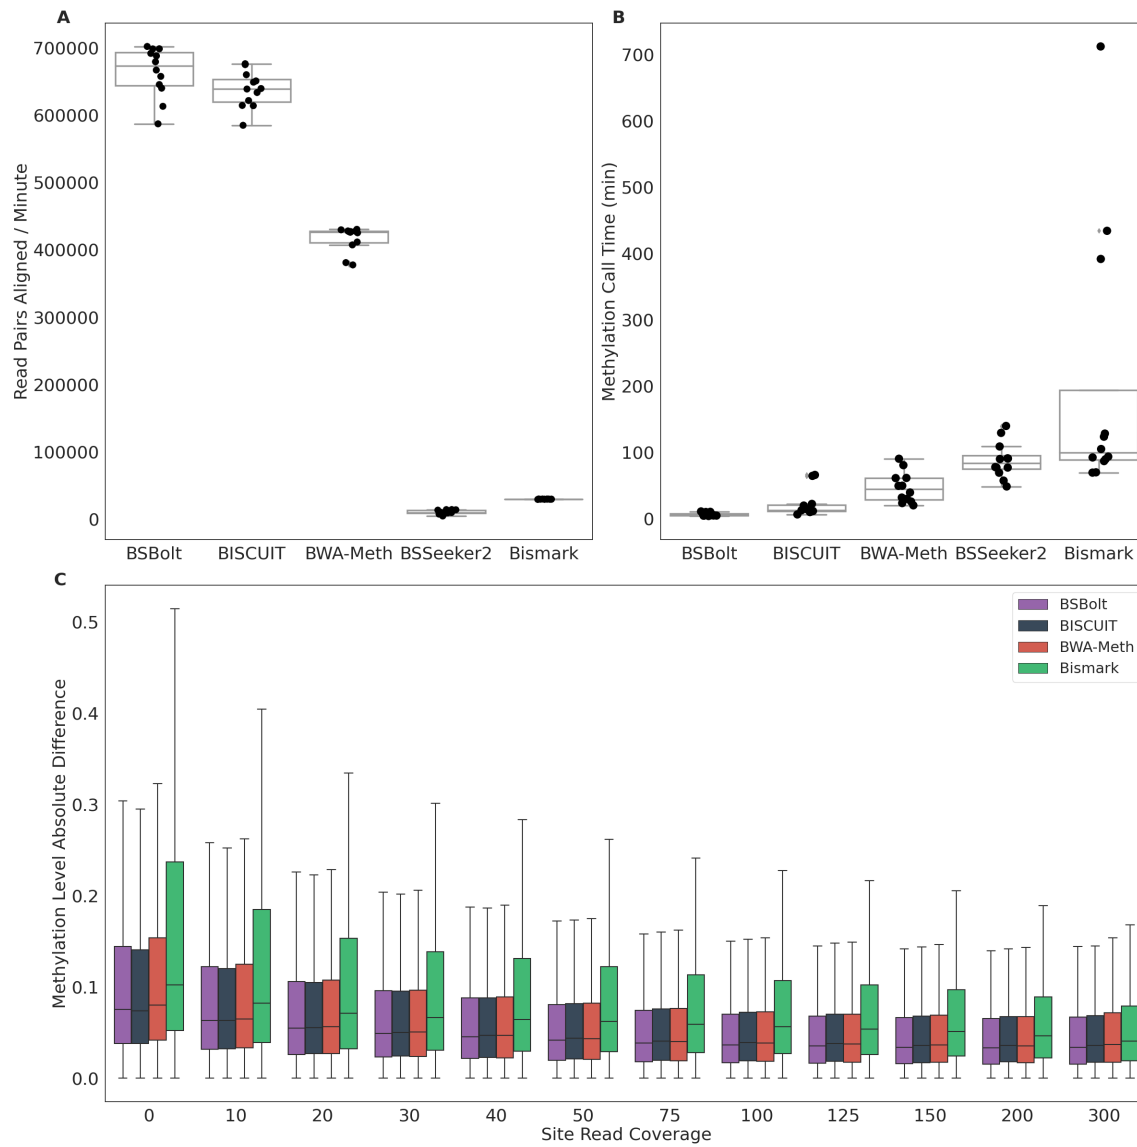 A
Read Pairs Aligned / Minute
700000
600000
500000
400000
300000
200000
100000
0
BSBolt BISCUIT BWA-Meth BSSeeker2 Bismark
B
Methylation Call Time (min)
700
600
500
400
300
200
100
0
BSBolt BISCUIT BWA-Meth BSSeeker2 Bismark
C
Methylation Level Absolute Difference
0.5
0.4
0.3
0.2
0.1
0.0
BSBolt
BISCUIT
BWA-Meth
Bismark
0 10 20 30 40 50 75 100 125 150 200 300
Site Read Coverage